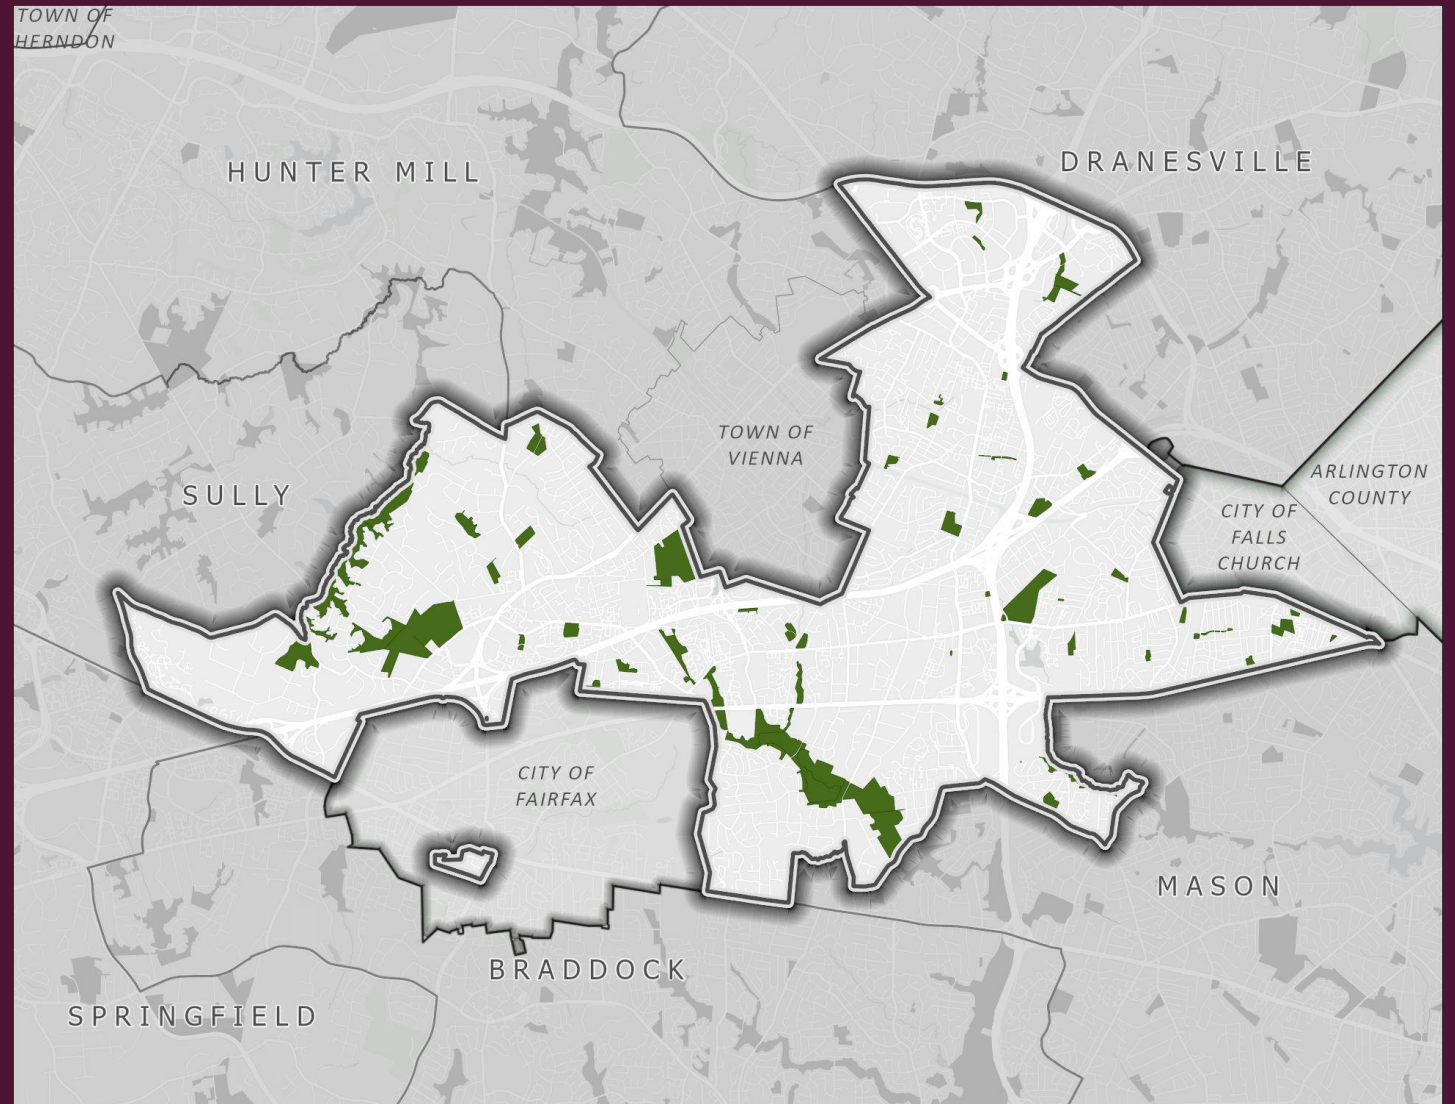 TOWN OF
HERNDON
HUNTER MILL
DRANESVILLE
TOWN OF
VIENNA
SULLY
ARLINGTON
COUNTY
CITY OF
FALLS
CHURCH
CITY OF
FAIRFAX
MASON
BRADDOCK
SPRINGFIELD